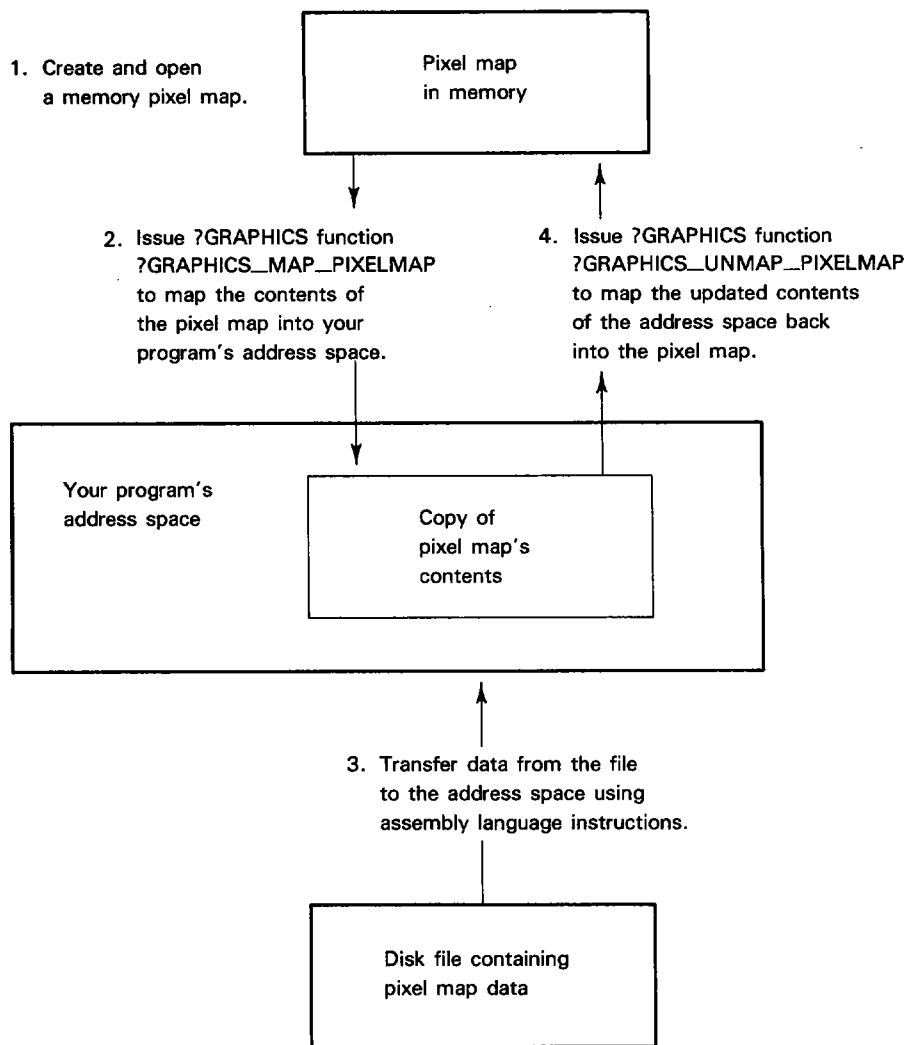 1. Create and open
a memory pixel map.
Pixel map
in memory
2. Issue ?GRAPHICS function
?GRAPHICS__MAP__PIXELMAP
to map the contents of
the pixel map into your
program's address space.
4. Issue ?GRAPHICS function
?GRAPHICS__UNMAP__PIXELMAP
to map the updated contents
of the address space back
into the pixel map.
Your program's
address space
Copy of
pixel map's
contents
3. Transfer data from the file
to the address space using
assembly language instructions.
Disk file containing
pixel map data